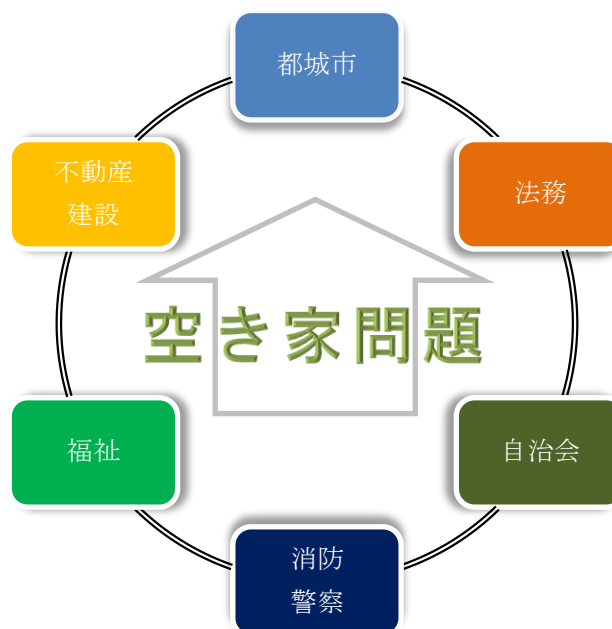 都城市
不動産
建設
法務
空き家問題
福祉
自治会
消防
警察